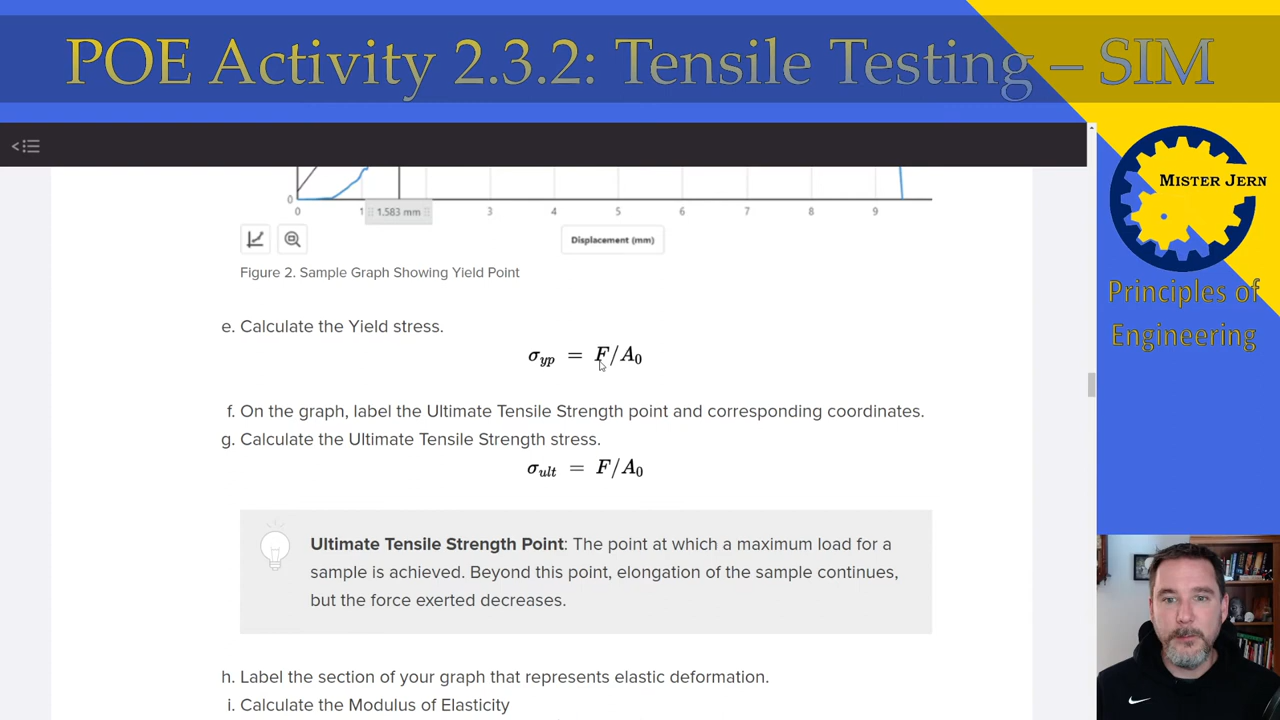 POE Activity 2.3.2: Tensile Testing – SIM
MISTER JERN
Principles of
Engineering
0
0 1 1.583 mm 3 4 5 6 7 8 9
Displacement (mm)
Figure 2. Sample Graph Showing Yield Point
e. Calculate the Yield stress.
σyp = F/A0
f. On the graph, label the Ultimate Tensile Strength point and corresponding coordinates.
g. Calculate the Ultimate Tensile Strength stress.
σult = F/A0
Ultimate Tensile Strength Point: The point at which a maximum load for a
sample is achieved. Beyond this point, elongation of the sample continues,
but the force exerted decreases.
h. Label the section of your graph that represents elastic deformation.
i. Calculate the Modulus of Elasticity